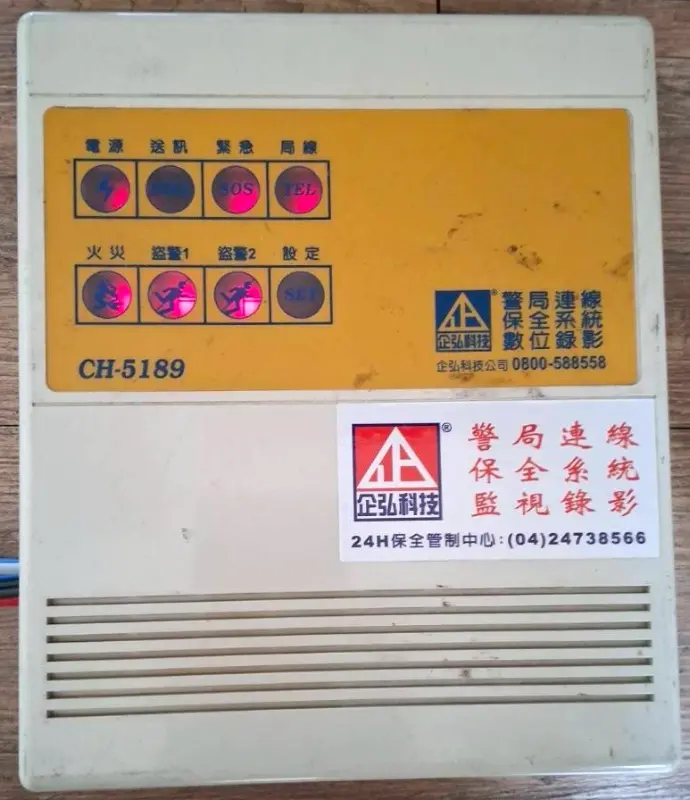 電源 送訊 緊急 局線
SOS TEL
火災 盜警1 盜警2 設定
SET
CH-5189
企弘科技®
警局連線
保全系統
數位錄影
企弘科技公司 0800-588558
企弘科技®
警局連線
保全系統
監視錄影
24H保全管制中心:(04)24738566